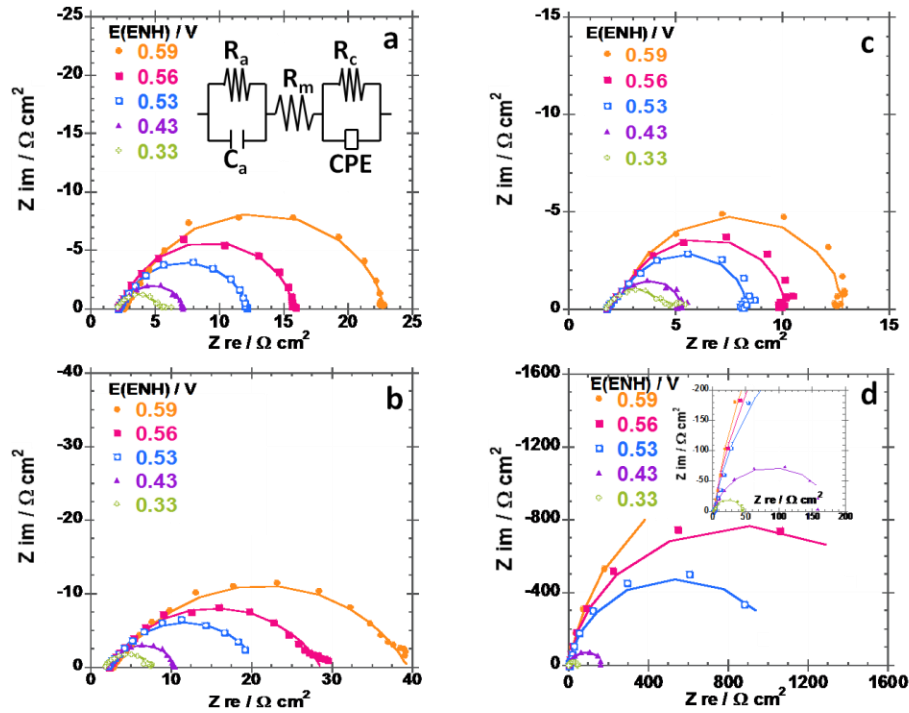 a
E(ENH) / V
0.59
0.56
0.53
0.43
0.33
Ra
Ca
Rm
Rc
CPE
-25
-20
-15
-10
-5
0
0 5 10 15 20 25
Z im / Ω cm²
Z re / Ω cm²
c
E(ENH) / V
0.59
0.56
0.53
0.43
0.33
-15
-10
-5
0
0 5 10 15
Z im / Ω cm²
Z re / Ω cm²
b
E(ENH) / V
0.59
0.56
0.53
0.43
0.33
-40
-30
-20
-10
0
0 10 20 30 40
Z im / Ω cm²
Z re / Ω cm²
d
E(ENH) / V
0.59
0.56
0.53
0.43
0.33
-1600
-1200
-800
-400
0
0 400 800 1200 1600
Z im / Ω cm²
Z re / Ω cm²
-200
-150
-100
-50
0
0 50 100 150 200
Z im / Ω cm²
Z re / Ω cm²